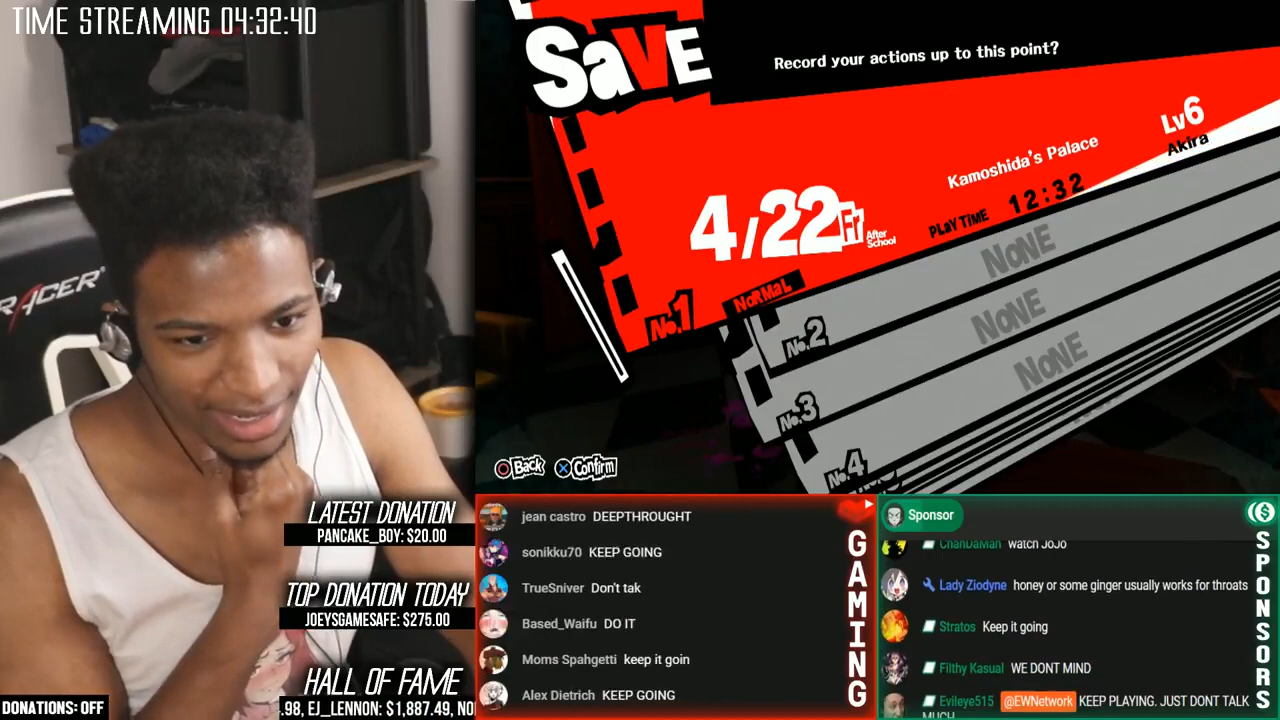 TIME STREAMING 04:32:40
RACER
LATEST DONATION
PANCAKE_BOY: $20.00
TOP DONATION TODAY
JOEYSGAMESAFE: $275.00
HALL OF FAME
DONATIONS: OFF
.98, EJ_LENNON: $1,887.49, NO
SaVE
Record your actions up to this point?
Lv6
Akira
Kamoshida's Palace
4/22 Fr
After School
PLAY TIME 12:32
No.1 NORMAL
No.2 NONE
No.3 NONE
No.4 NONE
Back Confirm
jean castro DEEPTHROUGHT
sonikku70 KEEP GOING
TrueSniver Don't tak
Based_Waifu DO IT
Moms Spahgetti keep it goin
Alex Dietrich KEEP GOING
GAMING
Sponsor
ChanDaMan watch JoJo
Lady Ziodyne honey or some ginger usually works for throats
Stratos Keep it going
Filthy Kasual WE DONT MIND
Evileye515 @EWNetwork KEEP PLAYING. JUST DONT TALK
MUCH
SPONSORS